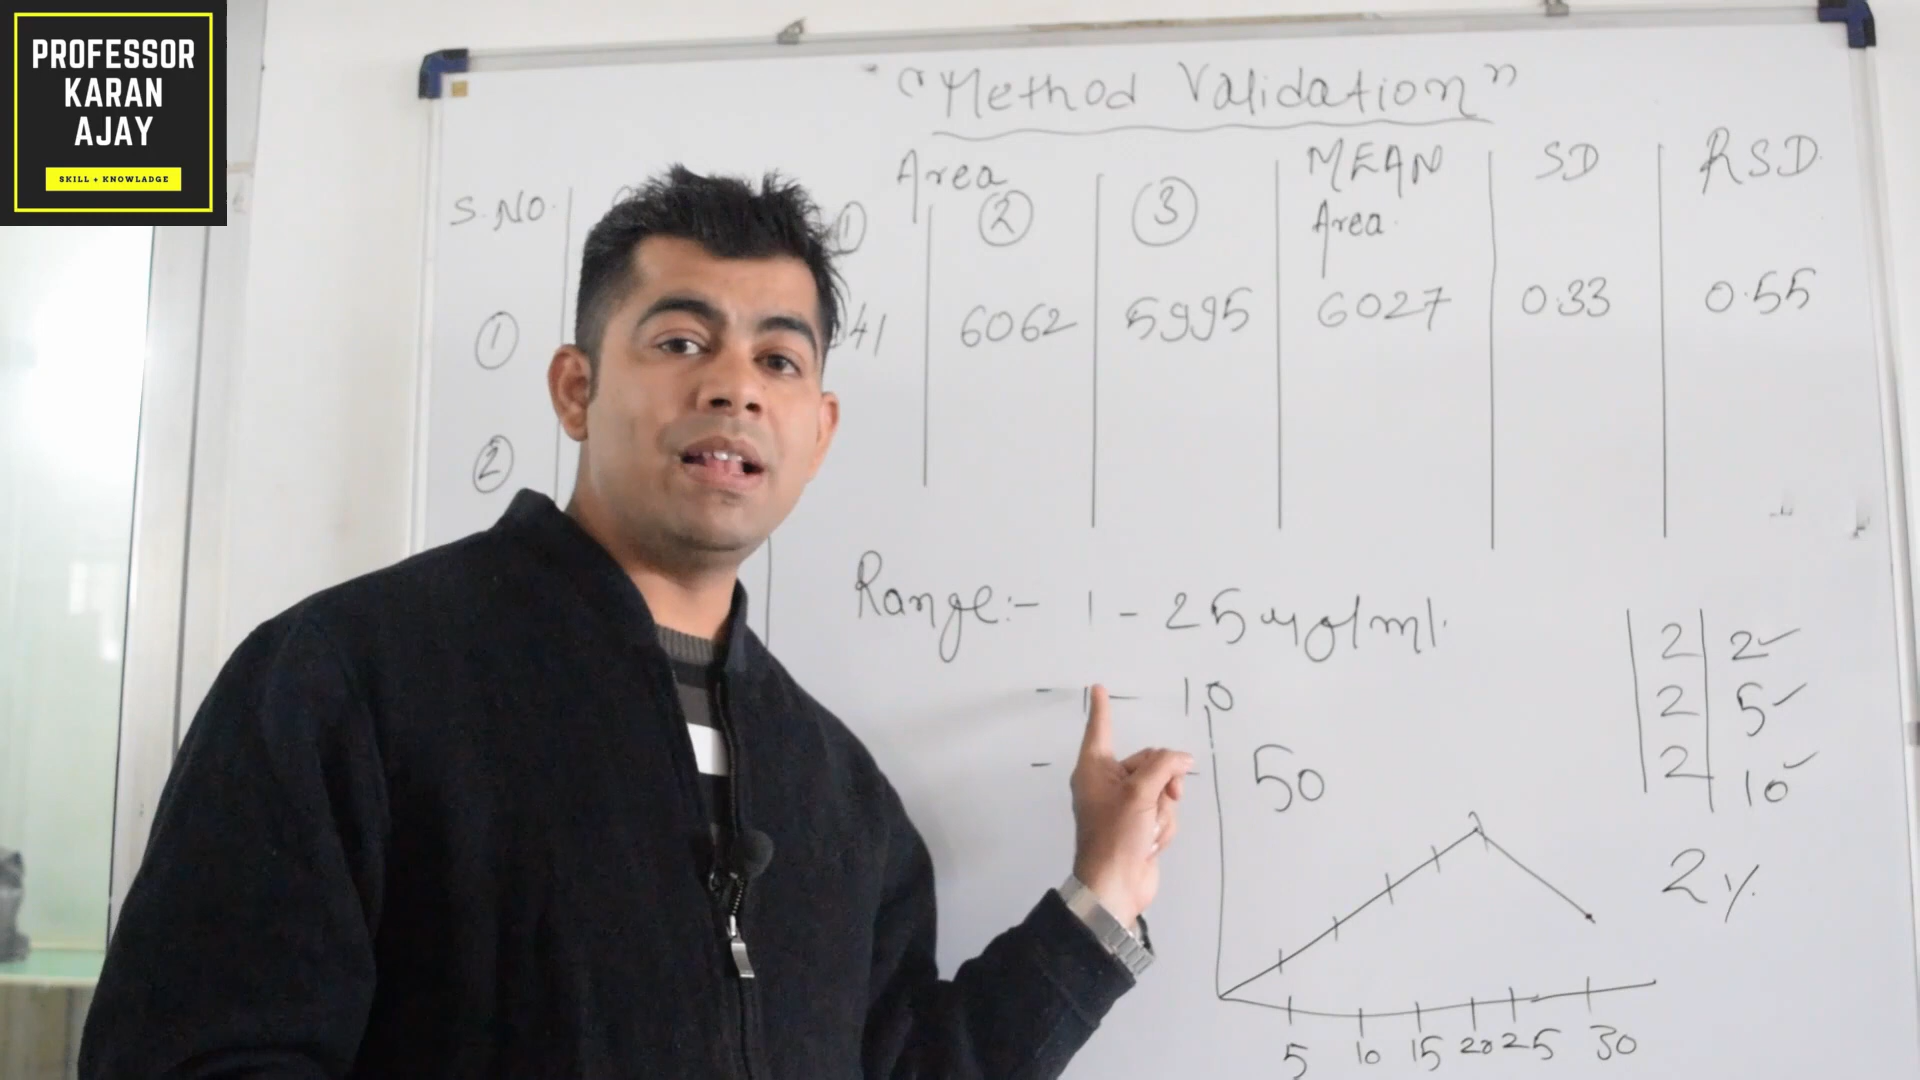 PROFESSOR
KARAN
AJAY
SKILL + KNOWLADGE
"Method Validation"
S.NO. Area MEAN Area. SD RSD
① ② ③
① 41 6062 5995 6027 0.33 0.55
②
Range:- 1 - 25 ug/ml.
- 1 - 10
- 50
2 2
2 5
2 10
2 %
5 10 15 20 25 30